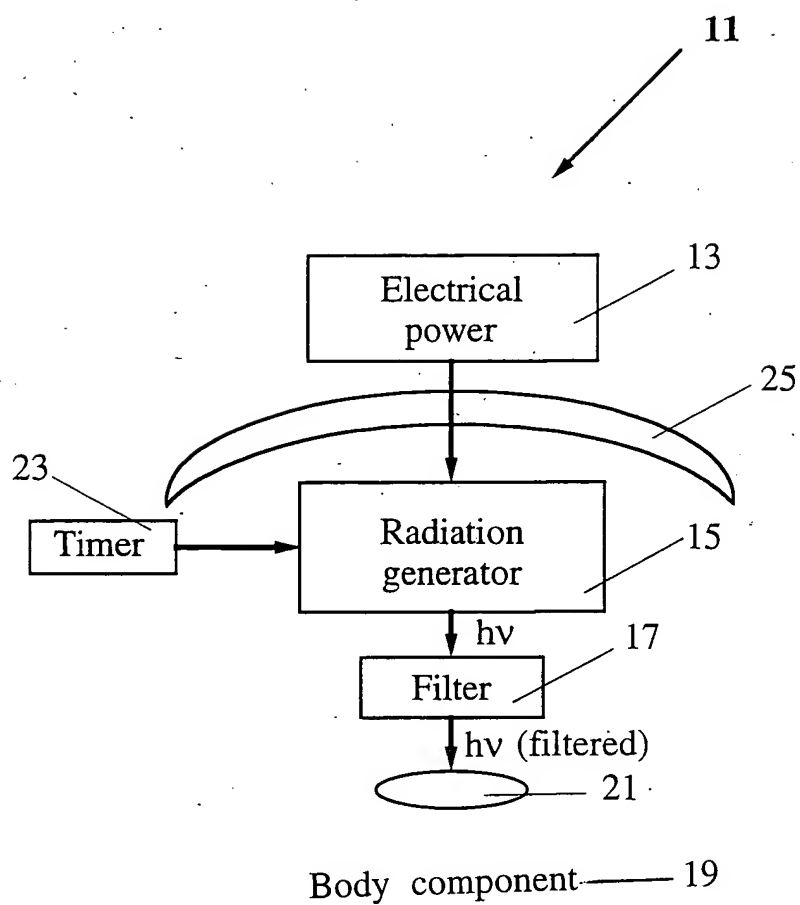 11
Electrical
power
13
25
23
Timer
Radiation
generator
15
hν
17
Filter
hν (filtered)
21
Body component
19